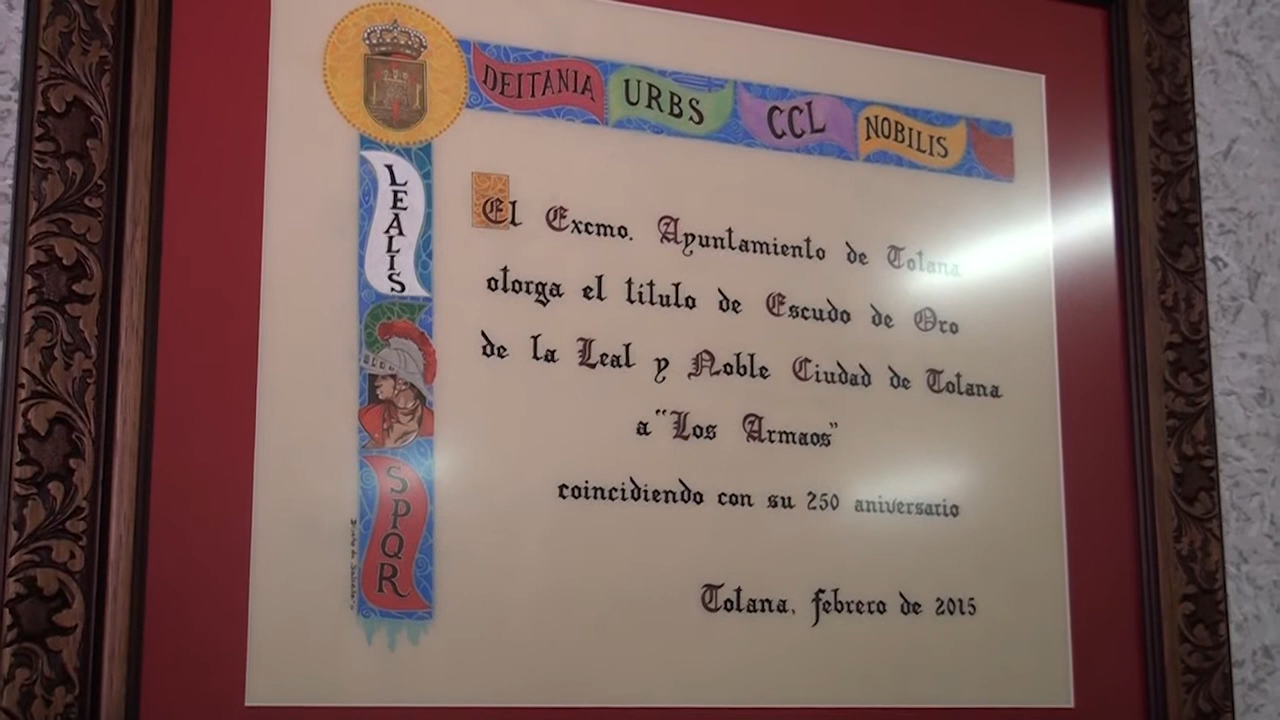 DEITANIA URBS CCL NOBILIS
LEALIS
SPQR
El Excmo. Ayuntamiento de Totana
otorga el titulo de Escudo de Oro
de la Leal y Noble Ciudad de Totana
a "Los Armaos"
coincidiendo con su 250 aniversario
Totana, febrero de 2015